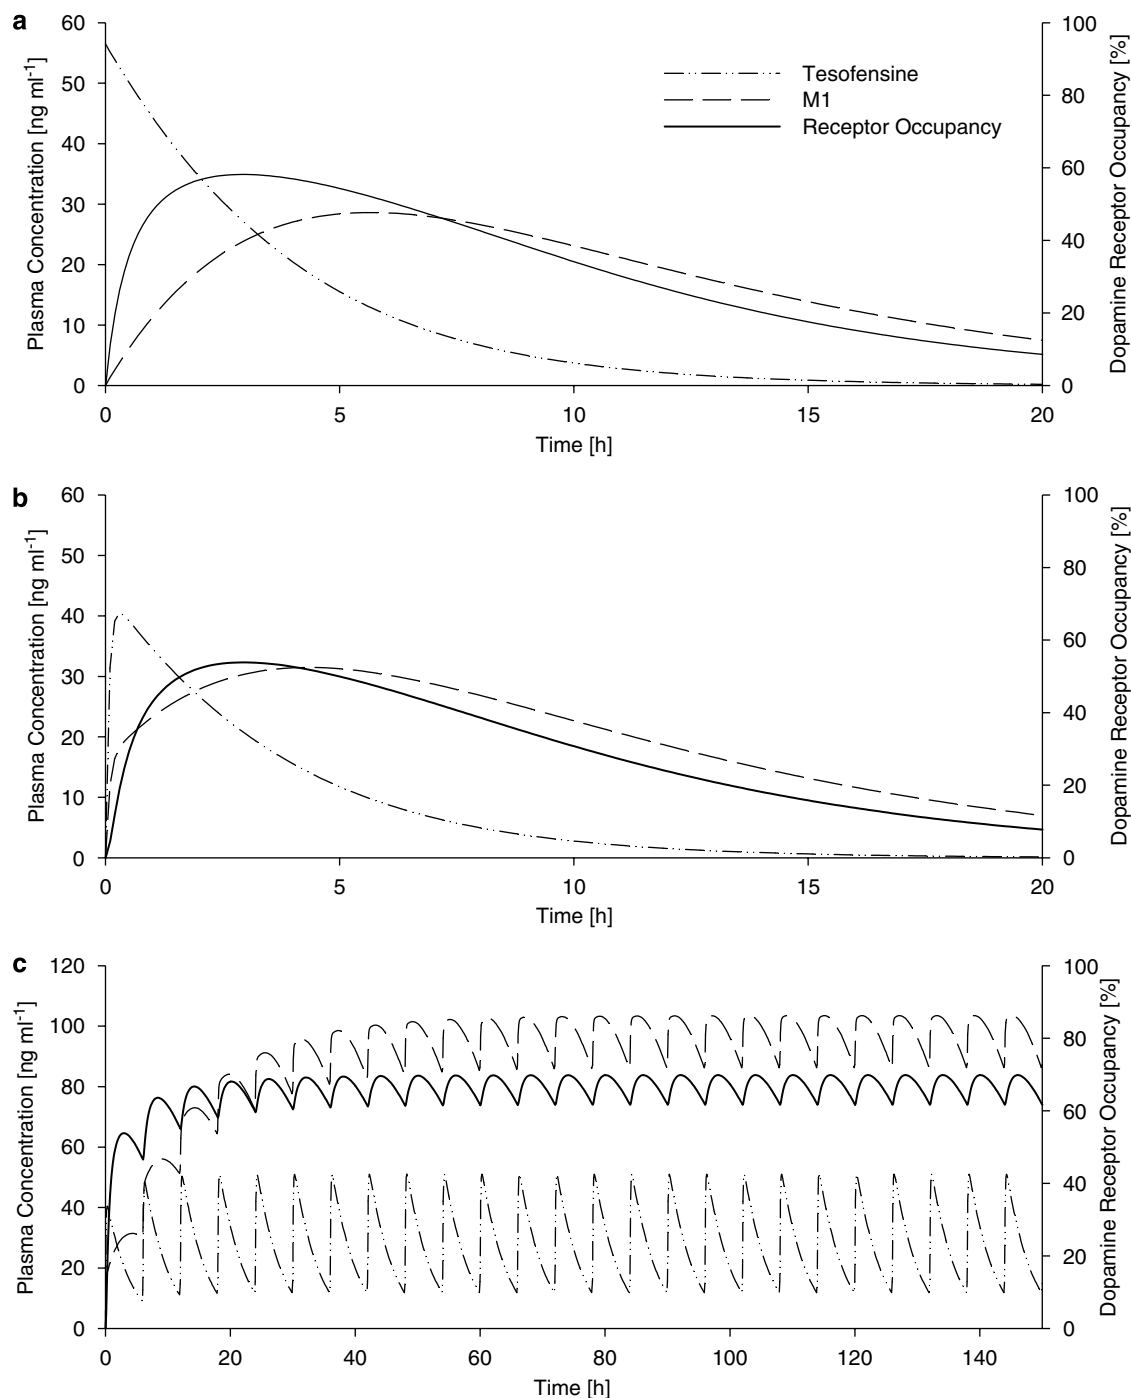 a
Plasma Concentration [ng ml-1]
60
50
40
30
20
10
0
Tesofensine
M1
Receptor Occupancy
100
80
60
40
20
0
Dopamine Receptor Occupancy [%]
0 5 10 15 20
Time [h]
b
Plasma Concentration [ng ml-1]
60
50
40
30
20
10
0
100
80
60
40
20
0
Dopamine Receptor Occupancy [%]
0 5 10 15 20
Time [h]
c
Plasma Concentration [ng ml-1]
120
100
80
60
40
20
0
100
80
60
40
20
0
Dopamine Receptor Occupancy [%]
0 20 40 60 80 100 120 140
Time [h]